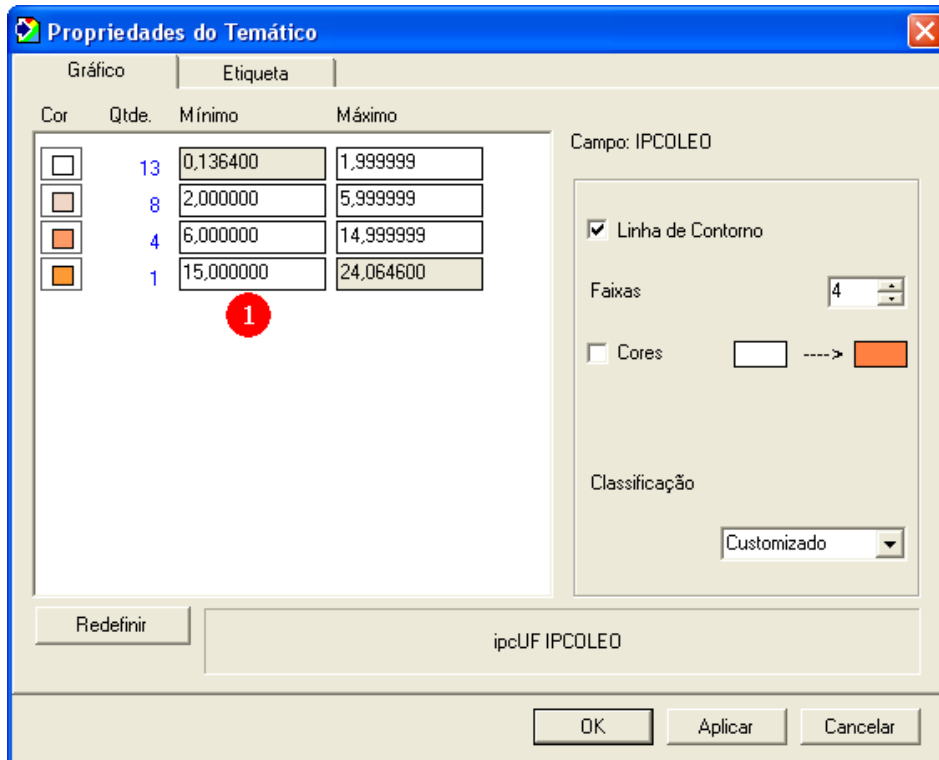 Propriedades do Temático
Gráfico Etiqueta
Cor Qtde. Mínimo Máximo
13 0,136400 1,999999
8 2,000000 5,999999
4 6,000000 14,999999
1 15,000000 24,064600
1
Campo: IPCOLEO
Linha de Contorno
Faixas 4
Cores ---->
Classificação
Customizado
Redefinir
ipcUF IPCOLEO
OK Aplicar Cancelar